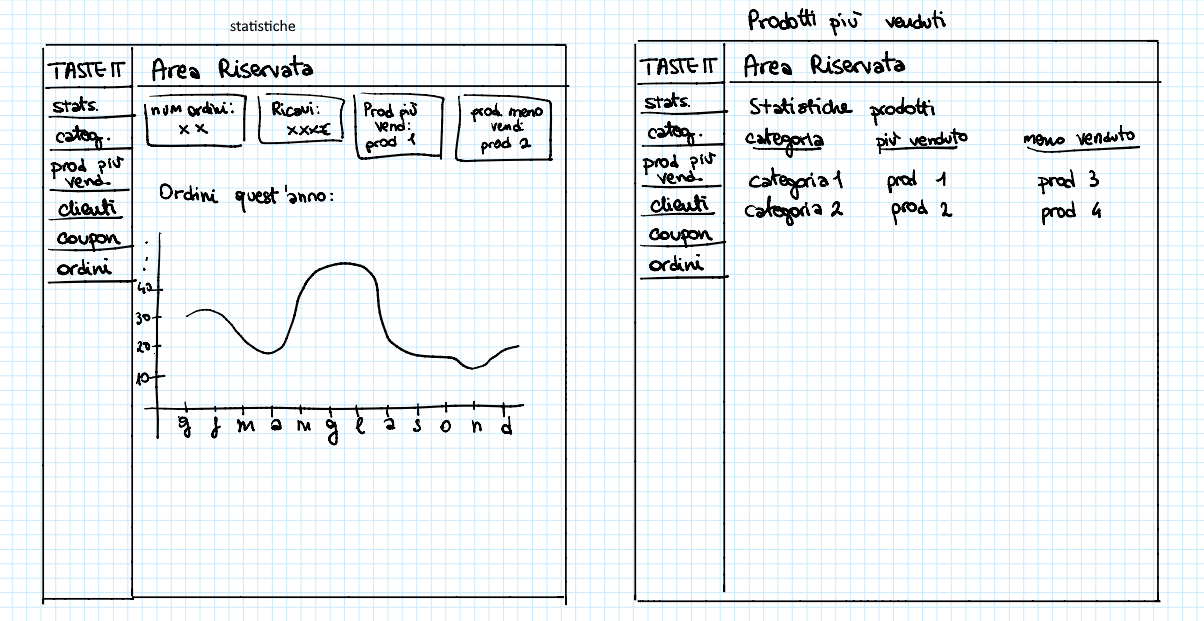 statistiche
TASTE IT
Area Riservata
stats.
categ.
prod più
vend.
clienti
coupon
ordini
num ordini:
xx
Ricavi:
xxx€
Prod più
vend:
prod 1
prod. meno
vend:
prod 2
Ordini quest'anno:
40
30
20
10
g f m a m g l a s o n d
Prodotti più venduti
TASTE IT
Area Riservata
stats.
categ.
prod più
vend.
clienti
coupon
ordini
Statistiche prodotti
categoria più venduto meno venduto
categoria 1 prod 1 prod 3
categoria 2 prod 2 prod 4